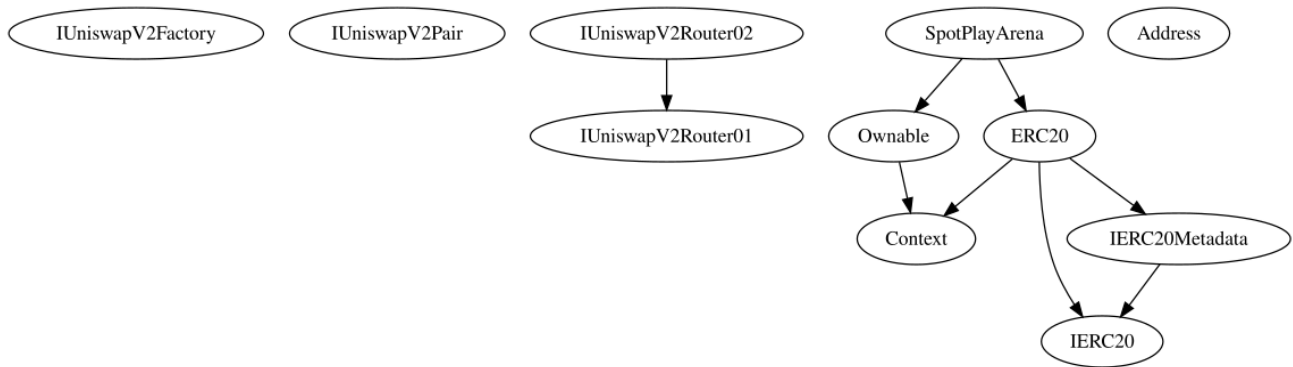 IUniswapV2Factory
IUniswapV2Pair
IUniswapV2Router02
SpotPlayArena
Address
IUniswapV2Router01
Ownable
ERC20
Context
IERC20Metadata
IERC20